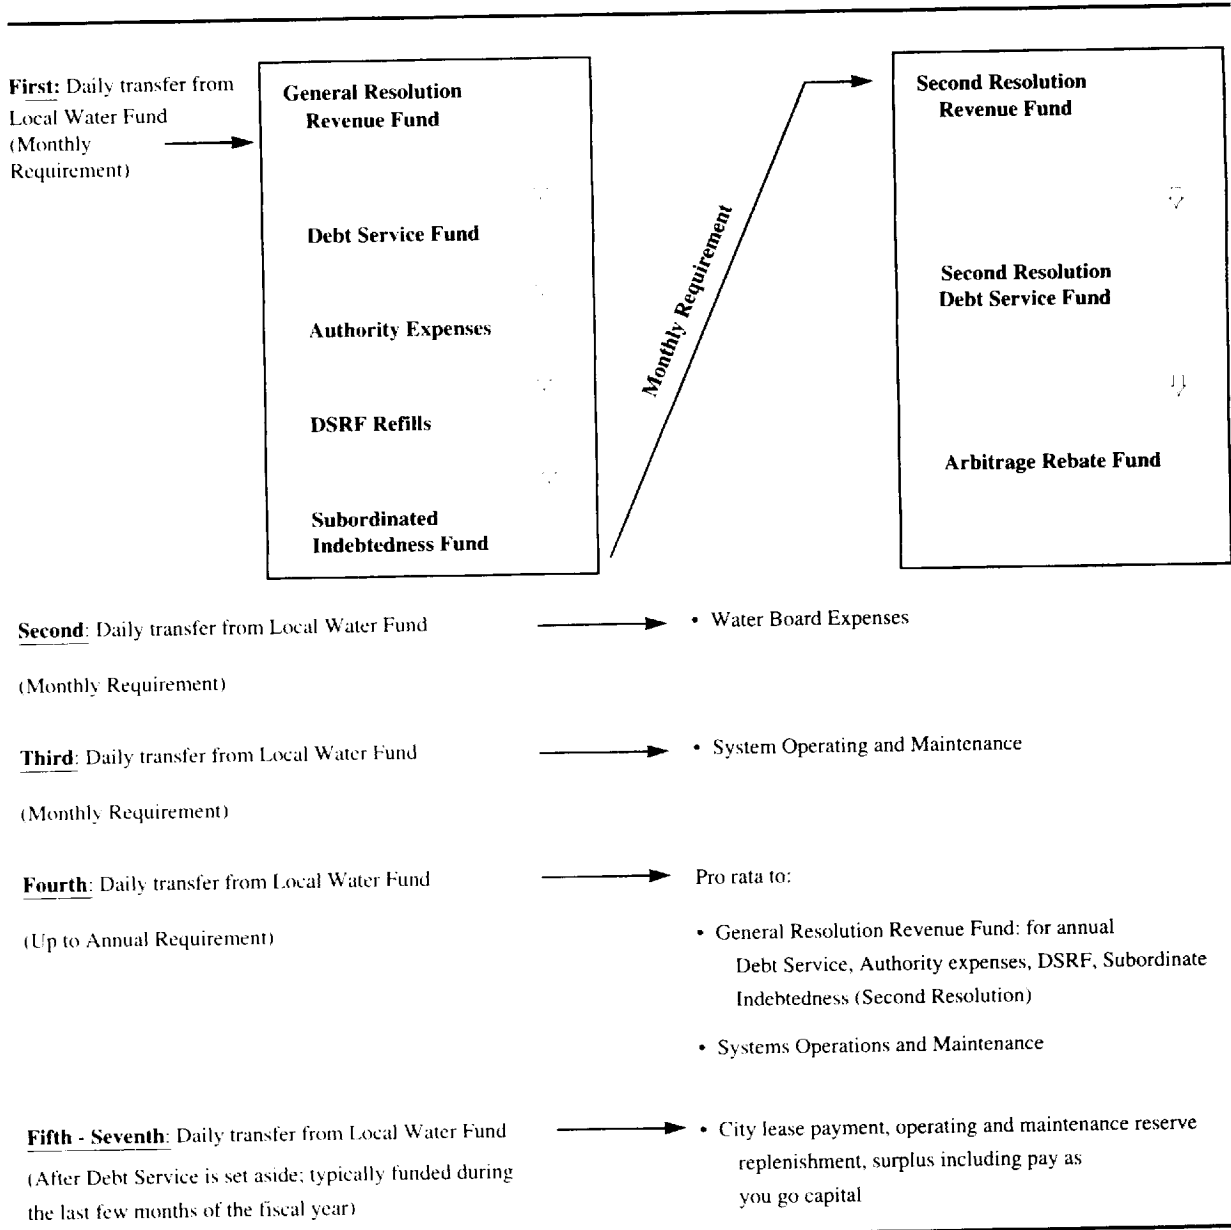 First: Daily transfer from
Local Water Fund
(Monthly
Requirement)
General Resolution
Revenue Fund
Debt Service Fund
Authority Expenses
DSRF Refills
Subordinated
Indebtedness Fund
Monthly Requirement
Second Resolution
Revenue Fund
Second Resolution
Debt Service Fund
Arbitrage Rebate Fund
Second: Daily transfer from Local Water Fund
(Monthly Requirement)
• Water Board Expenses
Third: Daily transfer from Local Water Fund
(Monthly Requirement)
• System Operating and Maintenance
Fourth: Daily transfer from Local Water Fund
(Up to Annual Requirement)
Pro rata to:
• General Resolution Revenue Fund: for annual
Debt Service, Authority expenses, DSRF, Subordinate
Indebtedness (Second Resolution)
• Systems Operations and Maintenance
Fifth - Seventh: Daily transfer from Local Water Fund
(After Debt Service is set aside; typically funded during
the last few months of the fiscal year)
• City lease payment, operating and maintenance reserve
replenishment, surplus including pay as
you go capital